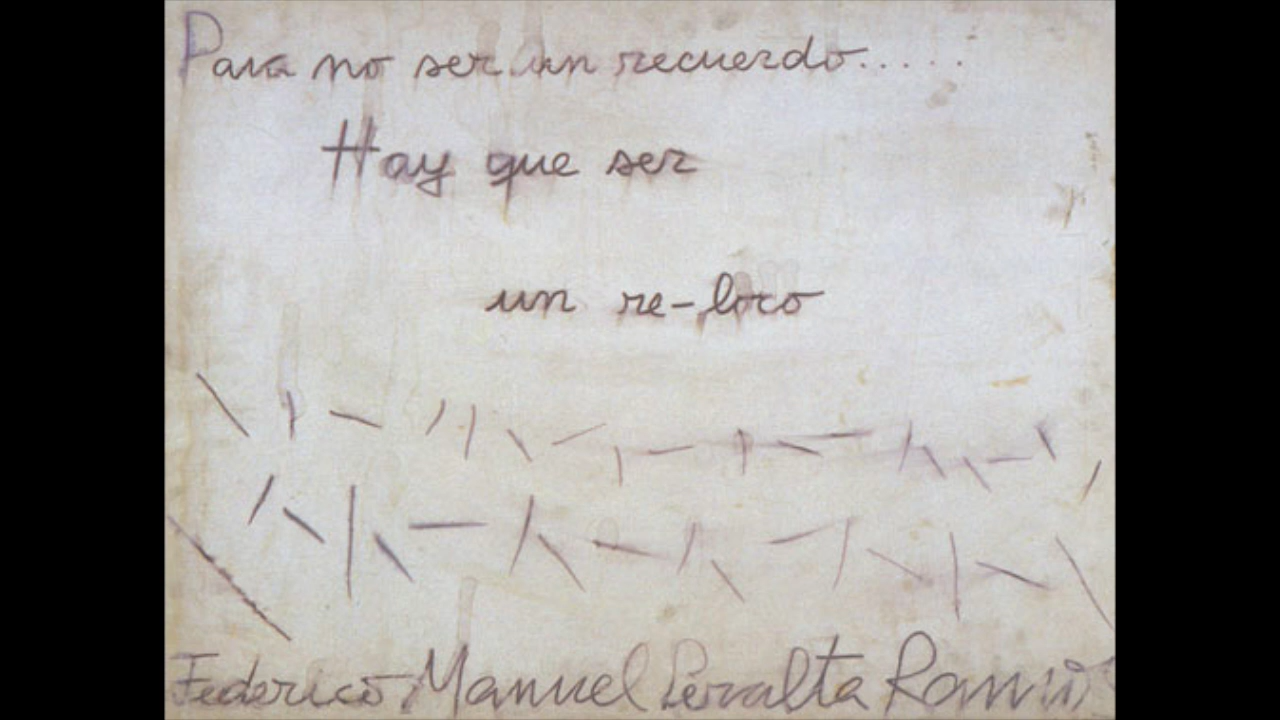 Para no ser un recuerdo.....
Hay que ser
un re-loco
Federico Manuel Peralta Ramos